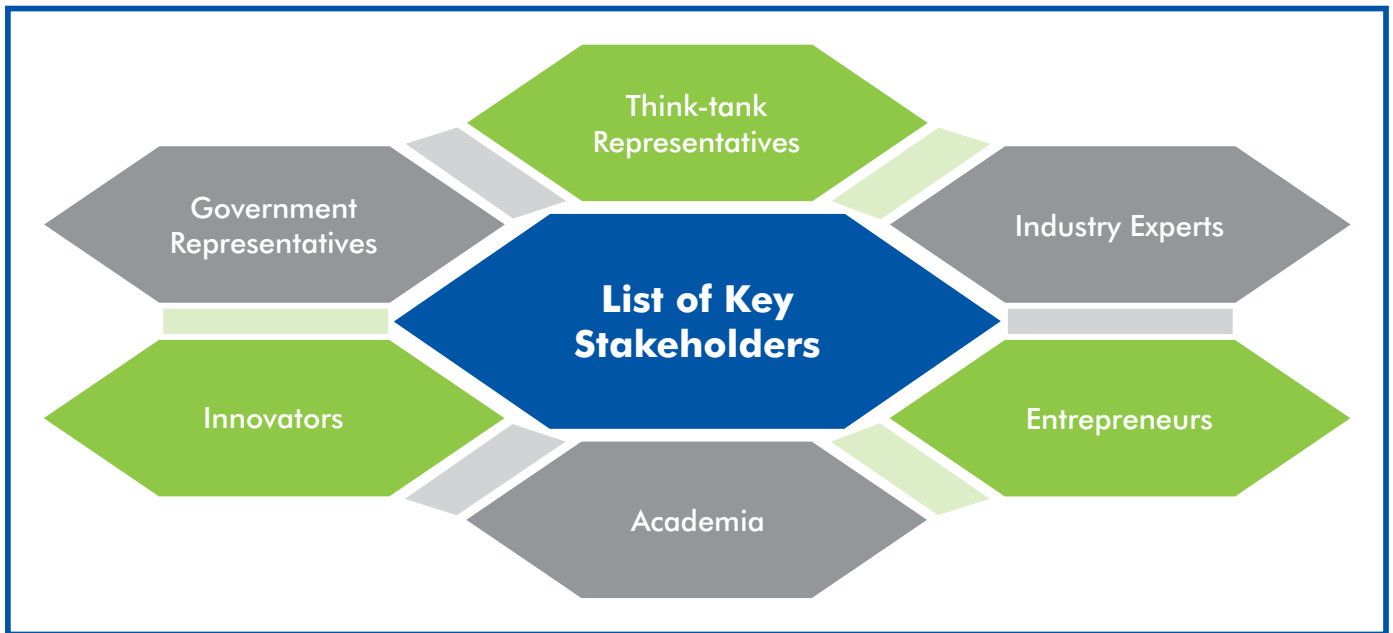 Think-tank
Representatives
Government
Representatives
Industry Experts
List of Key
Stakeholders
Innovators
Entrepreneurs
Academia